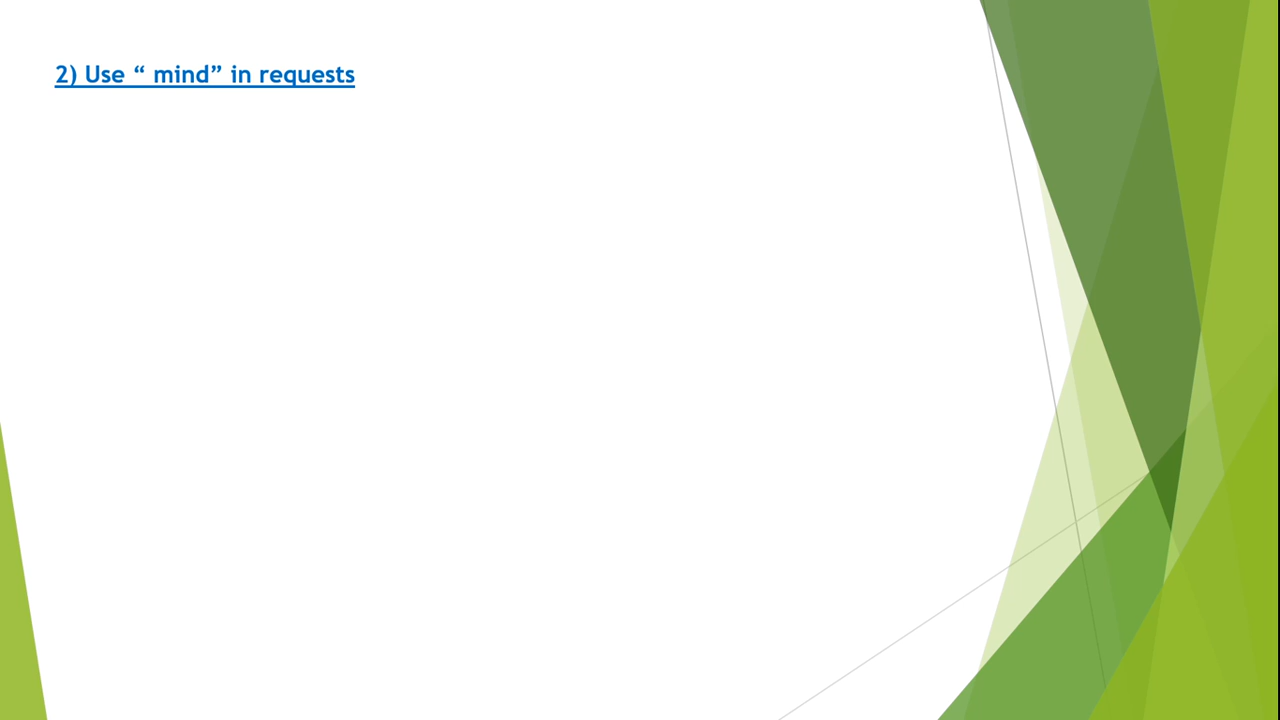 2) Use “ mind” in requests